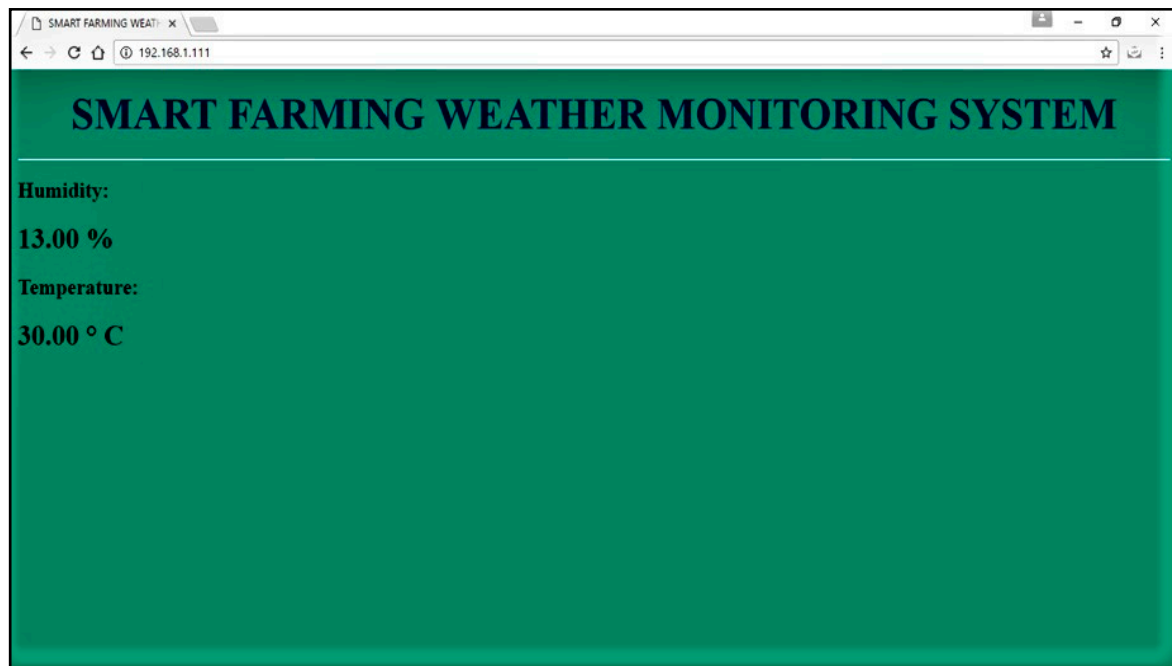 SMART FARMING WEATH
192.168.1.111
SMART FARMING WEATHER MONITORING SYSTEM
Humidity:
13.00 %
Temperature:
30.00 ° C